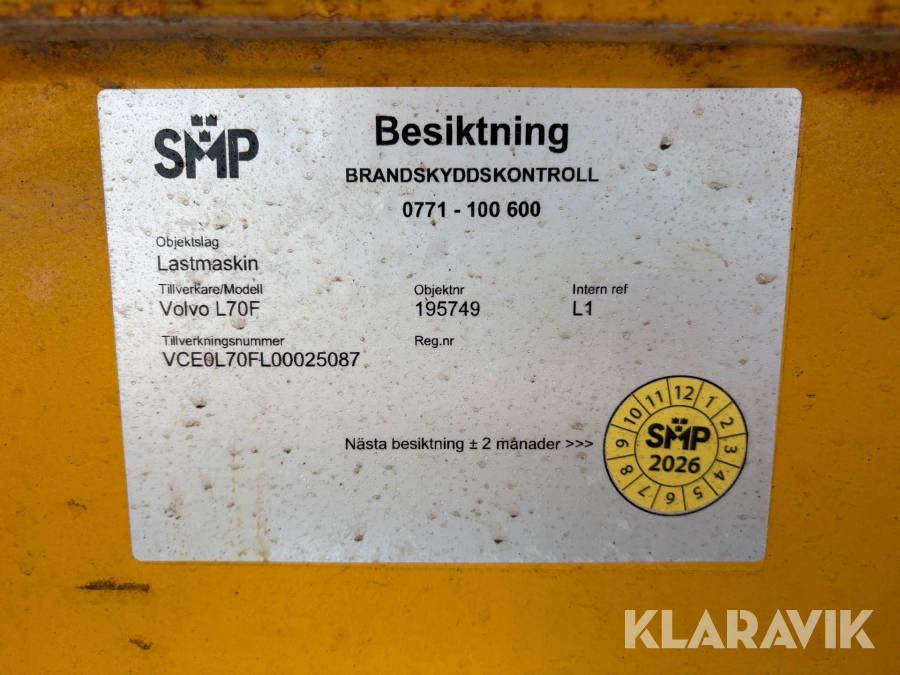 SMP
Besiktning
BRANDSKYDDSKONTROLL
0771 - 100 600
Objektslag
Lastmaskin
Tillverkare/Modell Objektnr Intern ref
Volvo L70F 195749 L1
Tillverkningsnummer Reg.nr
VCE0L70FL00025087
Nästa besiktning ± 2 månader >>>
12 1 2 3 4 5 6 7 8 9 10 11
SMP
2026
KLARAVIK